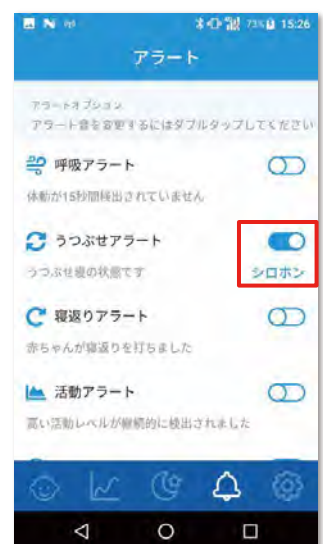 73% 15:26
アラート
アラートオプション
アラート音を変更するにはダブルタップしてください
呼吸アラート
体動が15秒間検出されていません
うつぶせアラート
うつぶせ寝の状態です
シロホン
寝返りアラート
赤ちゃんが寝返りを打ちました
活動アラート
高い活動レベルが継続的に検出されました